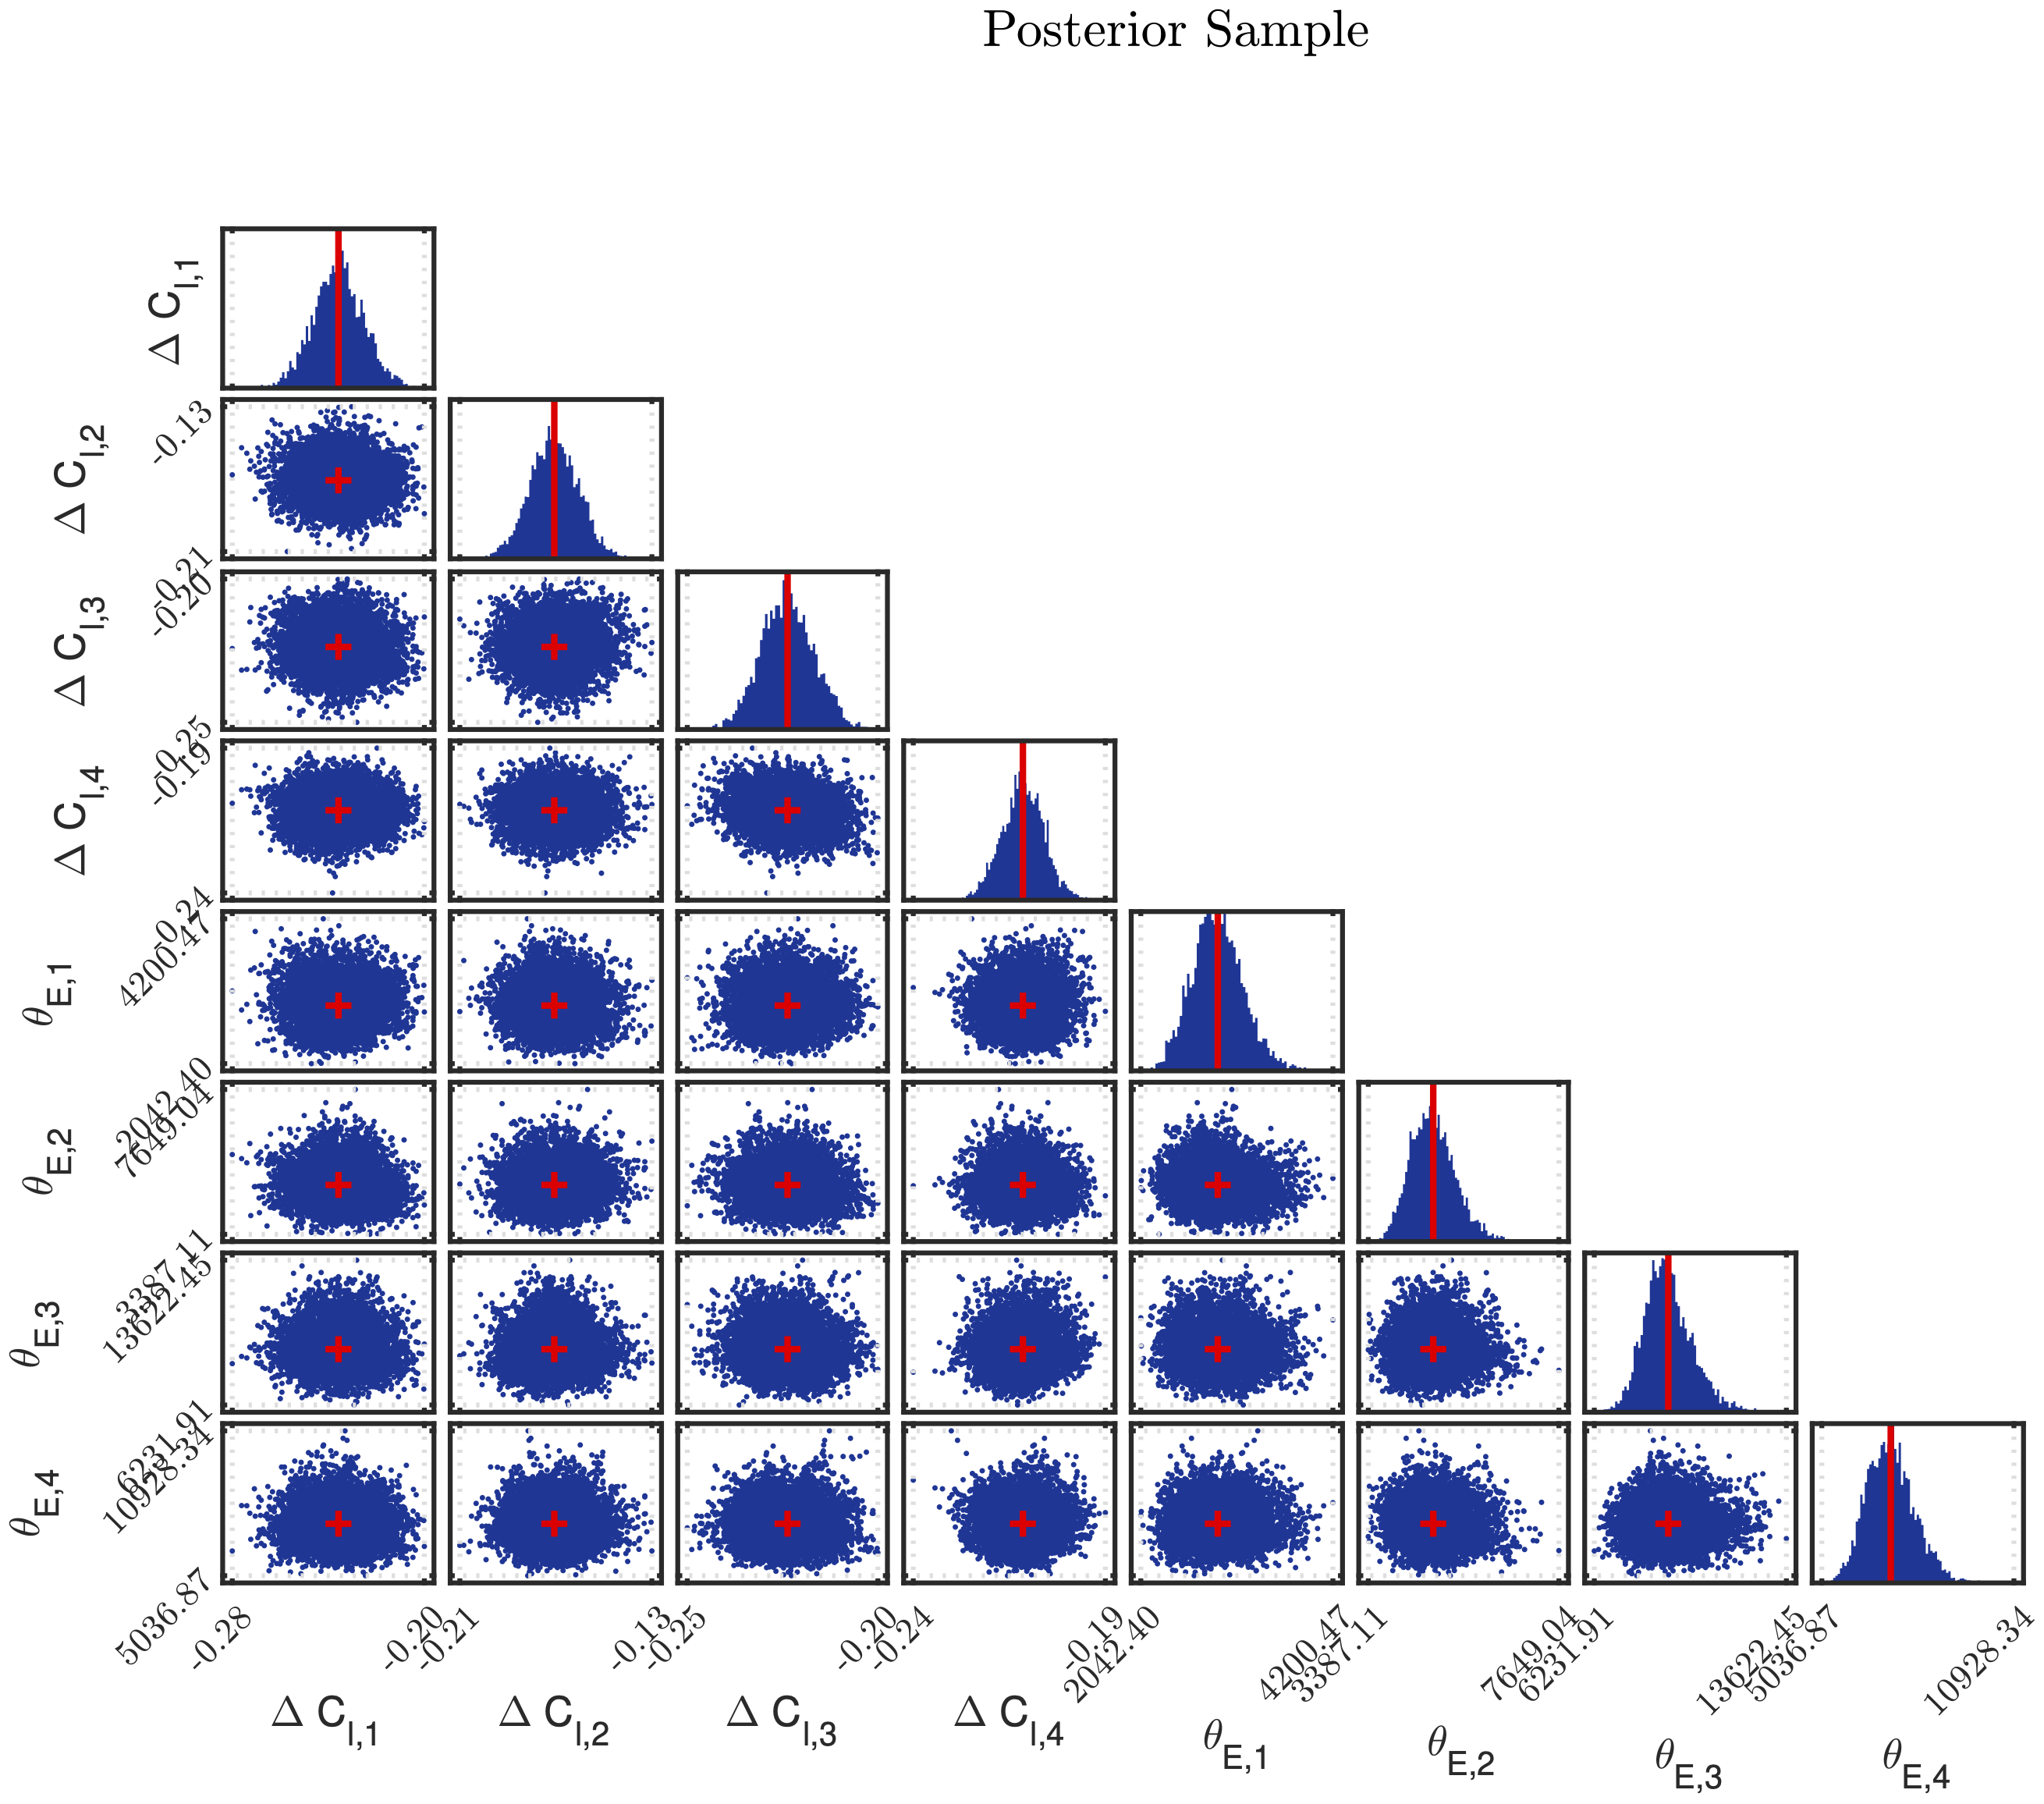 Posterior Sample
Δ C_l,1
Δ C_l,2
-0.13
-0.21
Δ C_l,3
-0.20
-0.25
Δ C_l,4
-0.19
-0.24
θ_E,1
4200.47
2042.40
θ_E,2
7649.04
3387.11
θ_E,3
13622.45
6231.91
θ_E,4
10928.34
5036.87
-0.28 -0.20 -0.21 -0.13 -0.25 -0.20 -0.24 -0.19 2042.40 4200.47 3387.11 7649.04 6231.91 13622.45 5036.87 10928.34
Δ C_l,1 Δ C_l,2 Δ C_l,3 Δ C_l,4 θ_E,1 θ_E,2 θ_E,3 θ_E,4